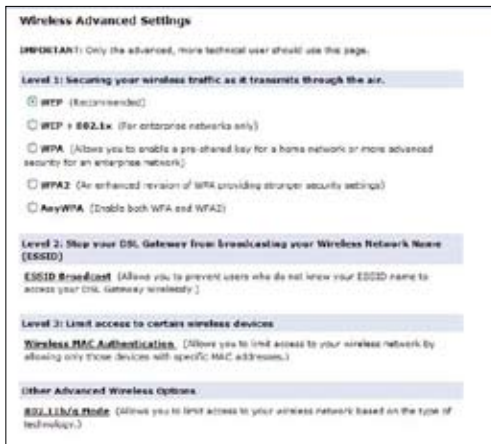 Wireless Advanced Settings
IMPORTANT: Only the advanced, more technical user should use this page.
Level 1: Securing your wireless traffic as it transmits through the air.
WEP (Recommended)
WEP + 802.1x (For enterprise networks only)
WPA (Allows you to enable a pre-shared key for a home network or more advanced
security for an enterprise network)
WPA2 (An enhanced revision of WPA providing stronger security settings)
AnyWPA (Enable both WPA and WPA2)
Level 2. Stop your DSL Gateway from broadcasting your Wireless Network Name
(ESSID)
ESSID Broadcast (Allows you to prevent users who do not know your ESSID name to
access your DSL Gateway wirelessly.)
Level 3: Limit access to certain wireless devices
Wireless MAC Authentication (Allows you to limit access to your wireless network by
allowing only those devices with specific MAC addresses.)
Other Advanced Wireless Options
802.11b/g Mode (Allows you to limit access to your wireless network based on the type of
technology.)